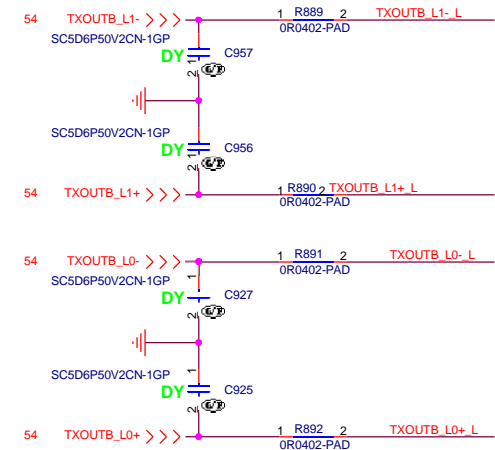 54 TXOUTB_L1- 1 R889 2 TXOUTB_L1-_L
0R0402-PAD
SC5D6P50V2CN-1GP
DY 1 C957
2 G/P
SC5D6P50V2CN-1GP
1
DY C956
2 G/P
54 TXOUTB_L1+ 1 R890 2 TXOUTB_L1+_L
0R0402-PAD
54 TXOUTB_L0- 1 R891 2 TXOUTB_L0-_L
0R0402-PAD
SC5D6P50V2CN-1GP 1
DY C927
2 G/P
SC5D6P50V2CN-1GP 1
DY C925
2 G/P
54 TXOUTB_L0+ 1 R892 2 TXOUTB_L0+_L
0R0402-PAD